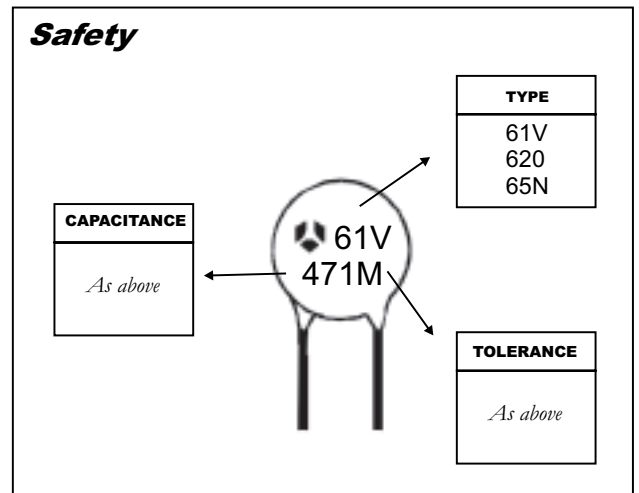 Safety
TYPE
61V
620
65N
CAPACITANCE
As above
61V
471M
TOLERANCE
As above